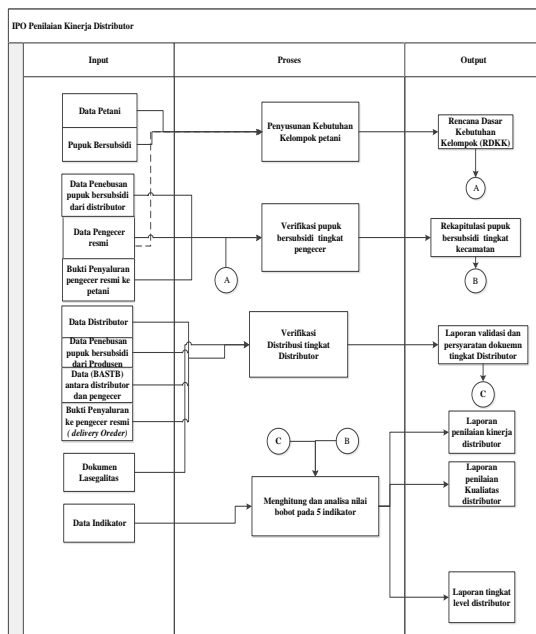 IPO Penilaian Kinerja Distributor
Input
Proses
Output
Data Petani
Pupuk Bersubsidi
Penyusunan Kebutuhan
Kelompok petani
Rencana Dasar
Kebutuhan
Kelompok (RDKK)
A
Data Penebusan
pupuk bersubsidi
dari distributor
Data Pengecer
resmi
Bukti Penyaluran
pengecer resmi ke
petani
A
Verifikasi pupuk
bersubsidi tingkat
pengecer
Rekapitulasi pupuk
bersubsidi tingkat
kecamatan
B
Data Distributor
Data Penebusan
pupuk bersubsidi
dari Produsen
Data (BASTB)
antara distributor
dan pengecer
Bukti Penyaluran
ke pengecer resmi
( delivery Oreder)
Dokumen
Lasegalitas
Verifikasi
Distribusi tingkat
Distributor
Laporan validasi dan
persyaratan dokuemn
tingkat Distributor
C
Data Indikator
C
B
Menghitung dan analisa nilai
bobot pada 5 indikator
Laporan
penilaian kinerja
distributor
Laporan
penilaian
Kualiatas
distributor
Laporan tingkat
level distributor